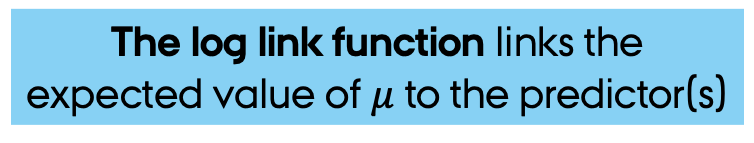 The log link function links the
expected value of μ to the predictor(s)